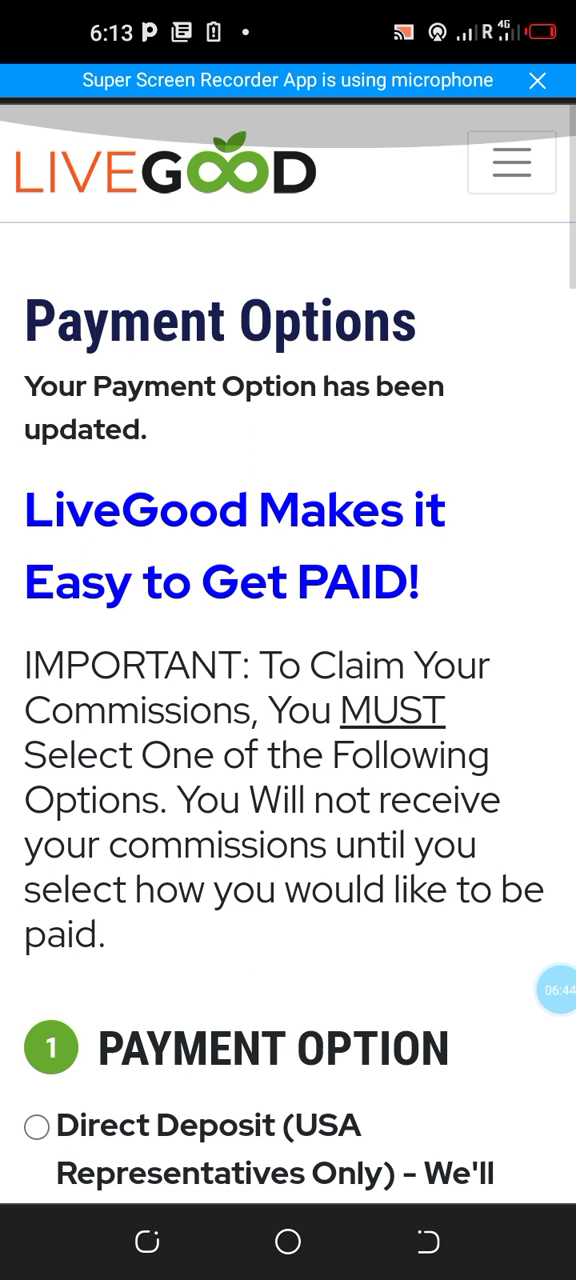 6:13
R 4G
Super Screen Recorder App is using microphone
LIVEGOOD
Payment Options
Your Payment Option has been
updated.
LiveGood Makes it
Easy to Get PAID!
IMPORTANT: To Claim Your
Commissions, You MUST
Select One of the Following
Options. You Will not receive
your commissions until you
select how you would like to be
paid.
06:44
1 PAYMENT OPTION
Direct Deposit (USA
Representatives Only) - We'll